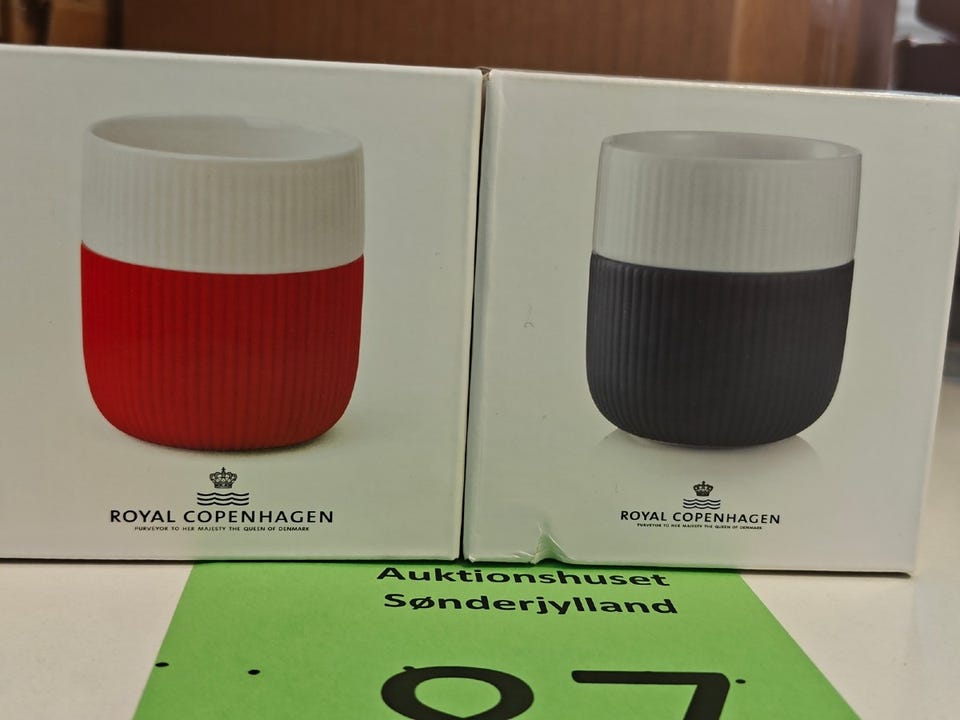 ROYAL COPENHAGEN
PURVEYOR TO HER MAJESTY THE QUEEN OF DENMARK
ROYAL COPENHAGEN
PURVEYOR TO HER MAJESTY THE QUEEN OF DENMARK
Auktionshuset
Sønderjylland
87